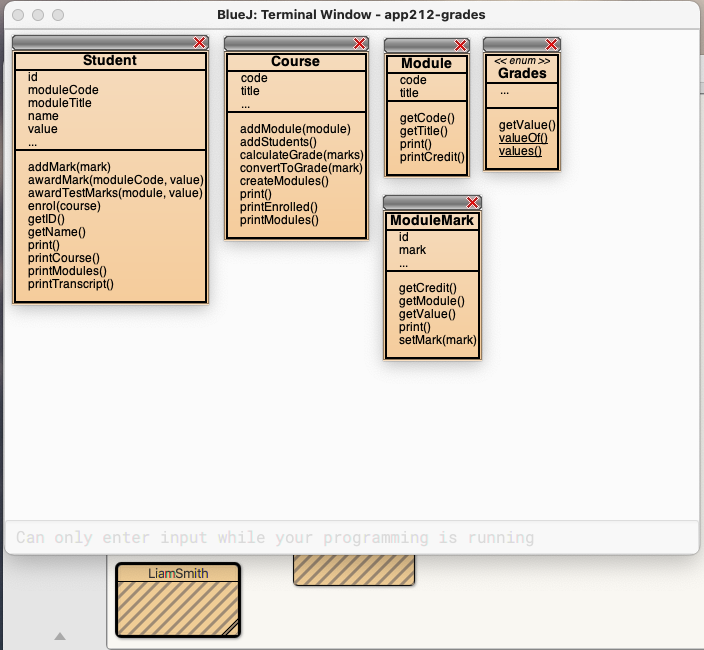 BlueJ: Terminal Window - app212-grades
Student
id
moduleCode
moduleTitle
name
value
...
addMark(mark)
awardMark(moduleCode, value)
awardTestMarks(module, value)
enrol(course)
getID()
getName()
print()
printCourse()
printModules()
printTranscript()
Course
code
title
...
addModule(module)
addStudents()
calculateGrade(marks)
convertToGrade(mark)
createModules()
print()
printEnrolled()
printModules()
Module
code
title
getCode()
getTitle()
print()
printCredit()
<< enum >>
Grades
...
getValue()
valueOf()
values()
ModuleMark
id
mark
...
getCredit()
getModule()
getValue()
print()
setMark(mark)
Can only enter input while your programming is running
LiamSmith